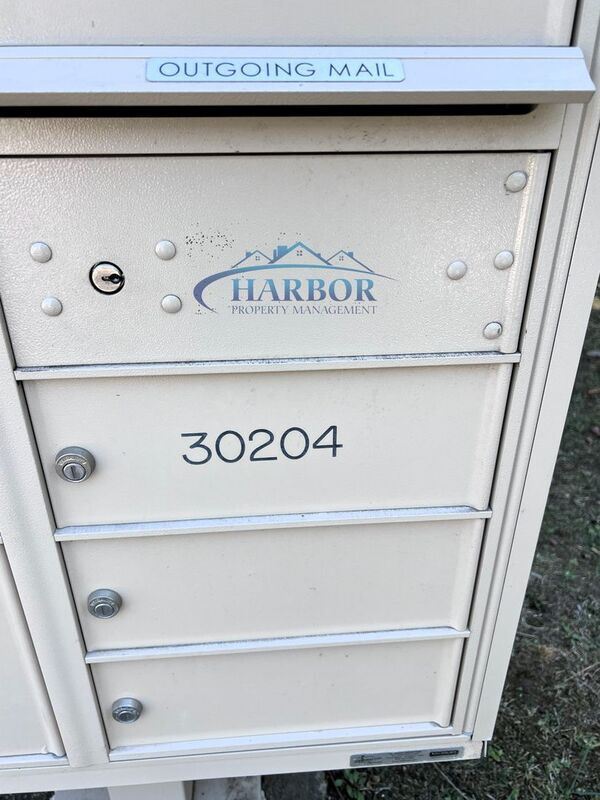 OUTGOING MAIL
HARBOR
PROPERTY MANAGEMENT
30204